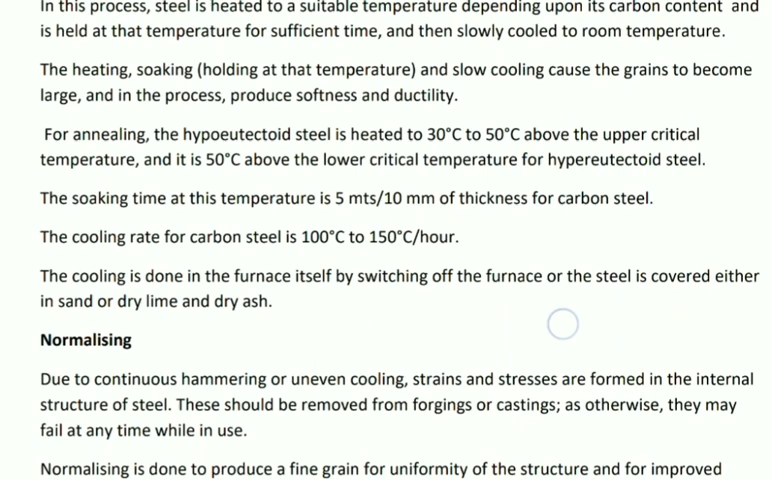 In this process, steel is heated to a suitable temperature depending upon its carbon content and
is held at that temperature for sufficient time, and then slowly cooled to room temperature.
The heating, soaking (holding at that temperature) and slow cooling cause the grains to become
large, and in the process, produce softness and ductility.
For annealing, the hypoeutectoid steel is heated to 30°C to 50°C above the upper critical
temperature, and it is 50°C above the lower critical temperature for hypereutectoid steel.
The soaking time at this temperature is 5 mts/10 mm of thickness for carbon steel.
The cooling rate for carbon steel is 100°C to 150°C/hour.
The cooling is done in the furnace itself by switching off the furnace or the steel is covered either
in sand or dry lime and dry ash.
Normalising
Due to continuous hammering or uneven cooling, strains and stresses are formed in the internal
structure of steel. These should be removed from forgings or castings; as otherwise, they may
fail at any time while in use.
Normalising is done to produce a fine grain for uniformity of the structure and for improved